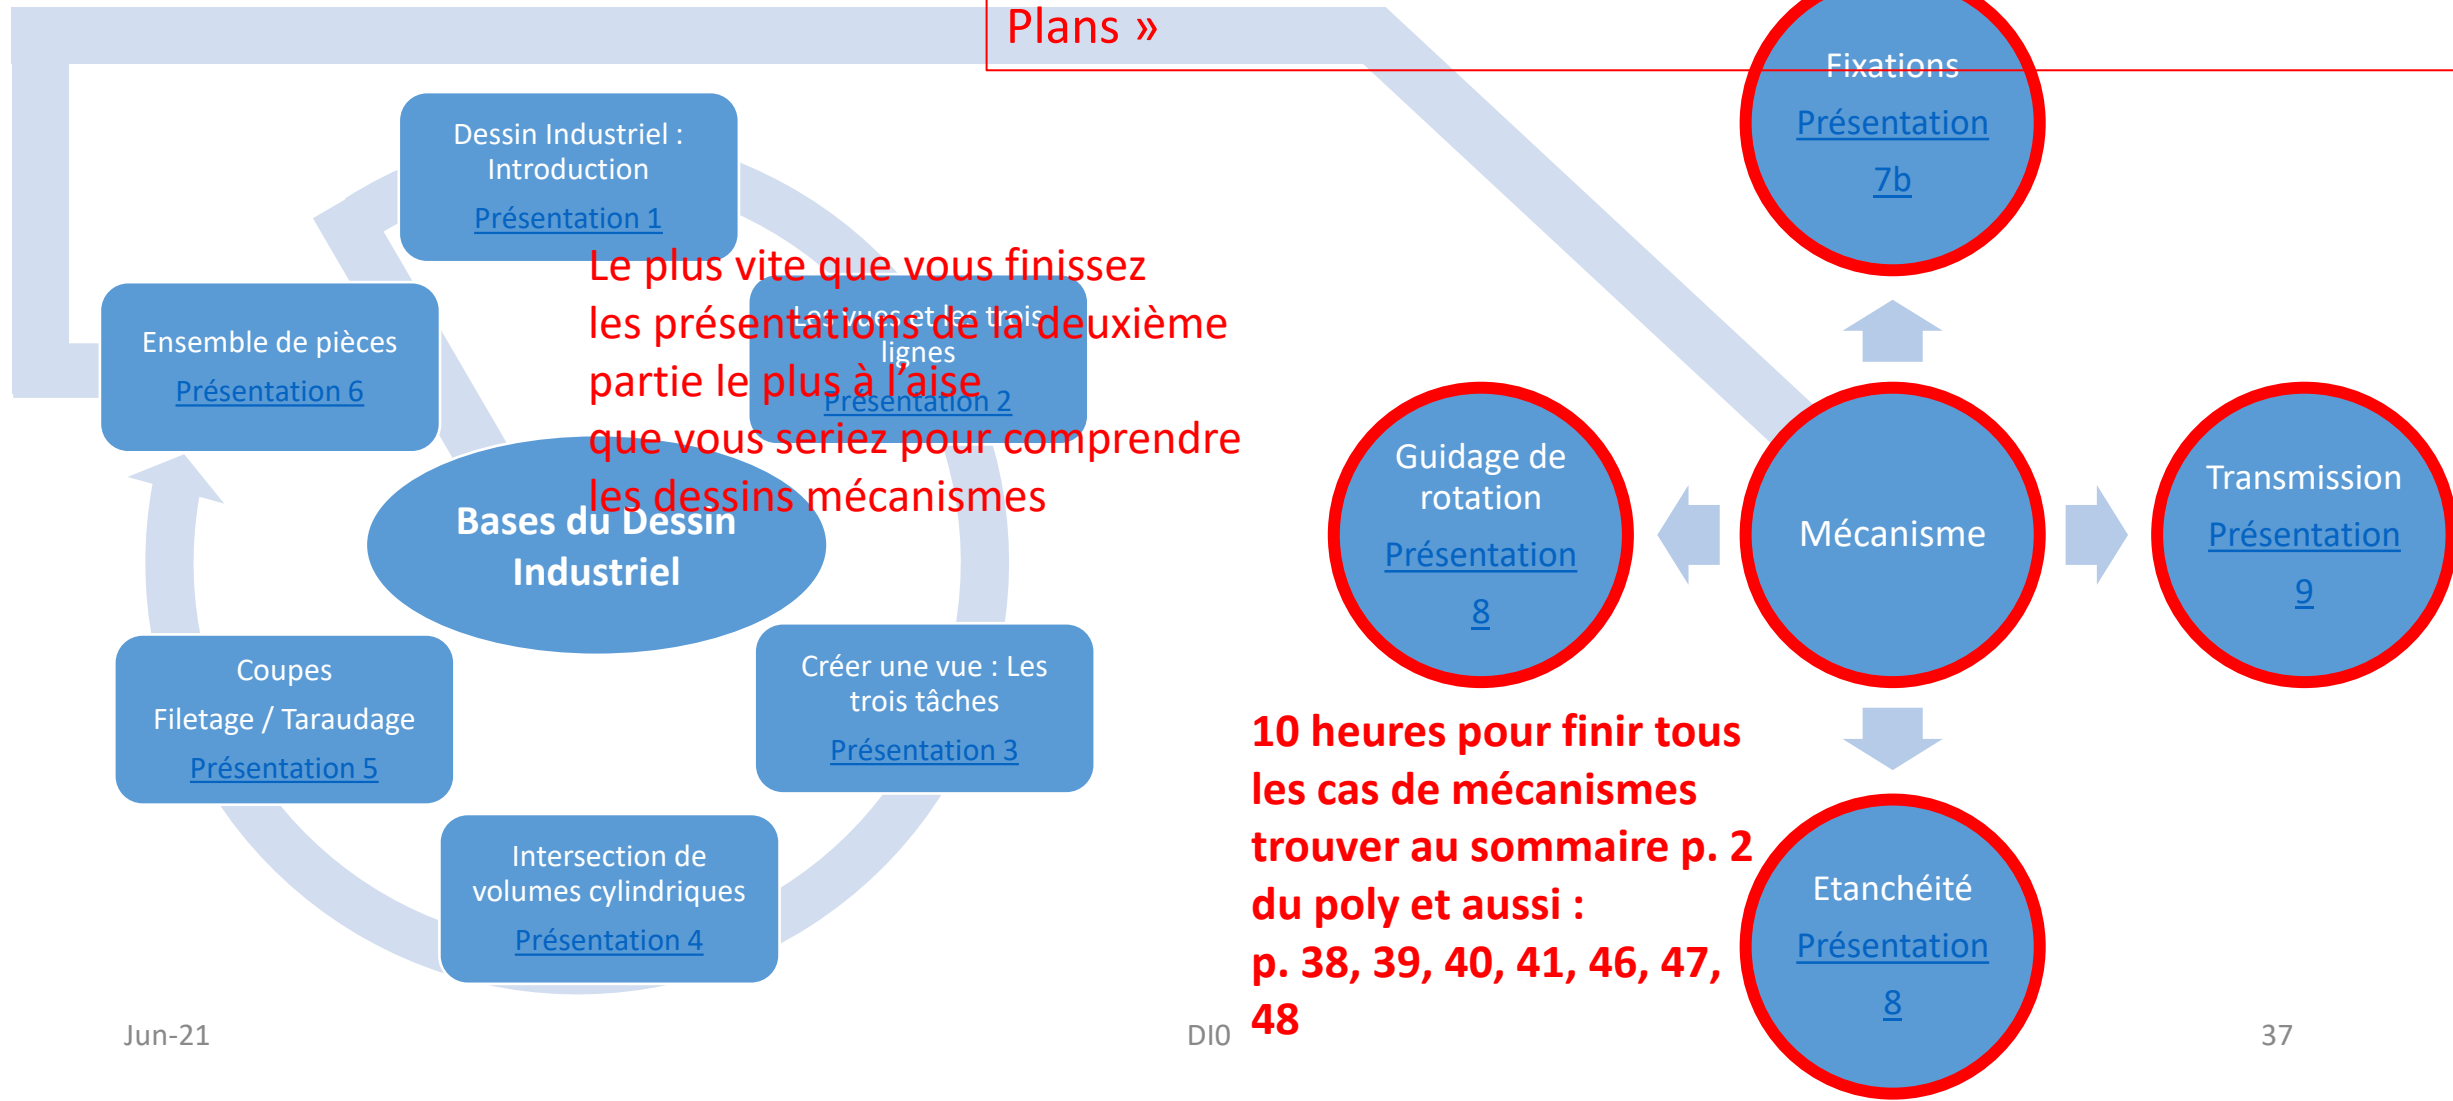 Plans »
Fixations
Présentation
7b
Dessin Industriel :
Introduction
Présentation 1
Le plus vite que vous finissez
les présentations de la deuxième
partie le plus à l'aise
que vous seriez pour comprendre
les dessins mécanismes
Les vues et les trois
lignes
Présentation 2
Ensemble de pièces
Présentation 6
Bases du Dessin
Industriel
Coupes
Filetage / Taraudage
Présentation 5
Créer une vue : Les
trois tâches
Présentation 3
Intersection de
volumes cylindriques
Présentation 4
Guidage de
rotation
Présentation
8
Mécanisme
Transmission
Présentation
9
10 heures pour finir tous
les cas de mécanismes
trouver au sommaire p. 2
du poly et aussi :
p. 38, 39, 40, 41, 46, 47,
48
Etanchéité
Présentation
8
Jun-21
DI0
37